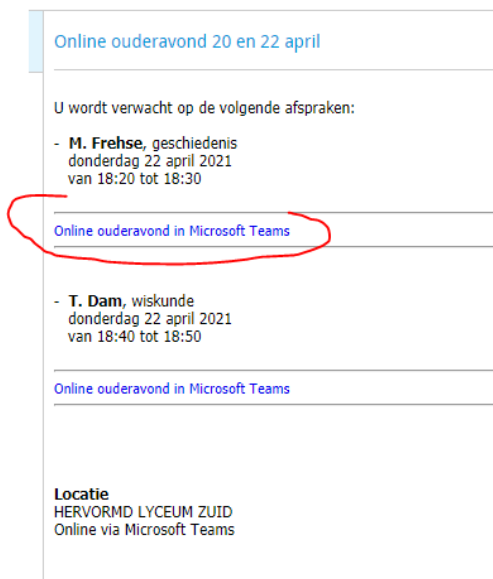 Online ouderavond 20 en 22 april
U wordt verwacht op de volgende afspraken:
- M. Frehse, geschiedenis
donderdag 22 april 2021
van 18:20 tot 18:30
Online ouderavond in Microsoft Teams
- T. Dam, wiskunde
donderdag 22 april 2021
van 18:40 tot 18:50
Online ouderavond in Microsoft Teams
Locatie
HERVORMD LYCEUM ZUID
Online via Microsoft Teams